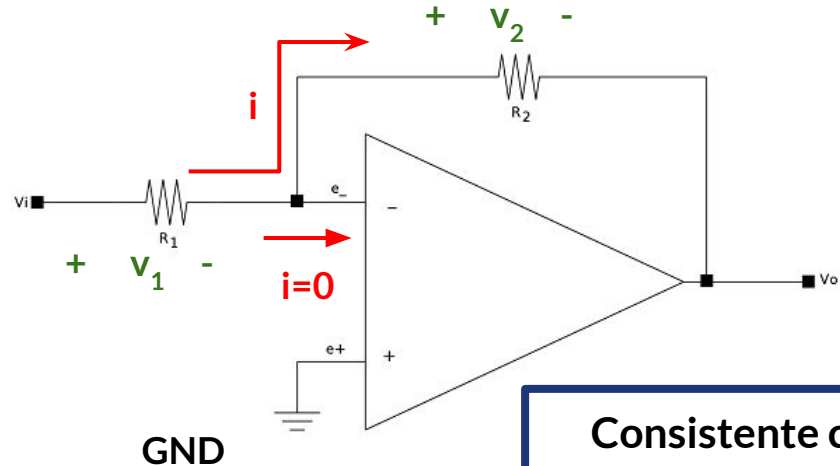 + v₂ -
i
R₂
Vi
R₁
e_
−
+ v₁ -
i=0
Vo
e+
+
GND
Consistente